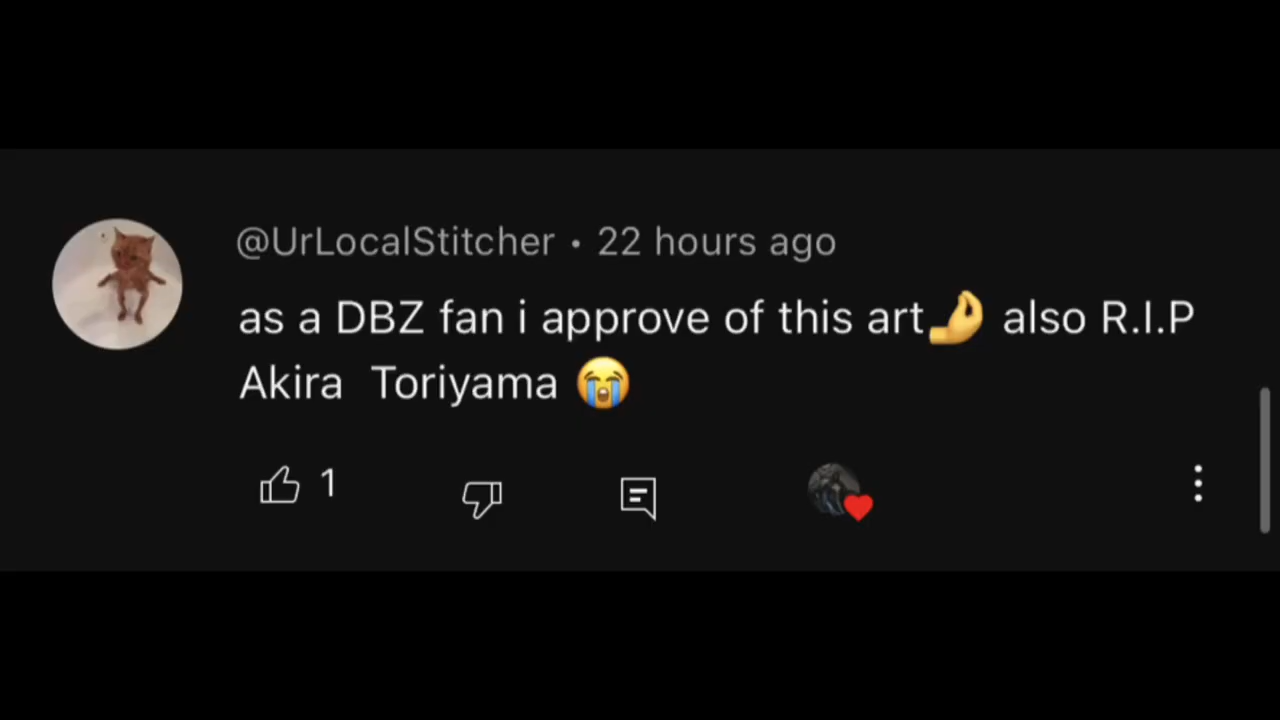 @UrLocalStitcher • 22 hours ago
as a DBZ fan i approve of this art🤌 also R.I.P
Akira  Toriyama 😭
1